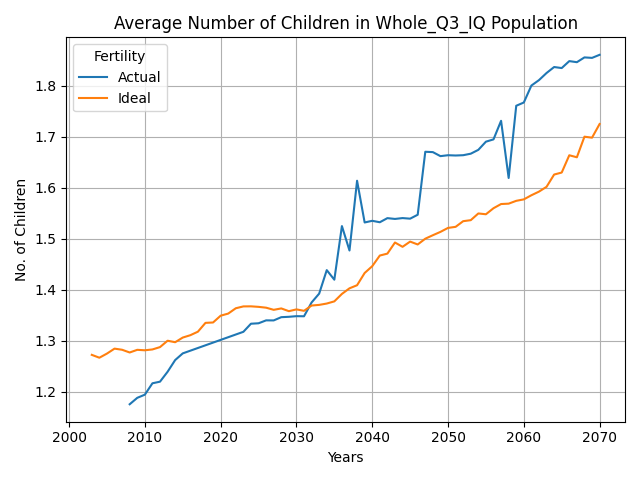 Average Number of Children in Whole_Q3_IQ Population
Fertility
Actual
Ideal
No. of Children
1.8
1.7
1.6
1.5
1.4
1.3
1.2
2000 2010 2020 2030 2040 2050 2060 2070
Years